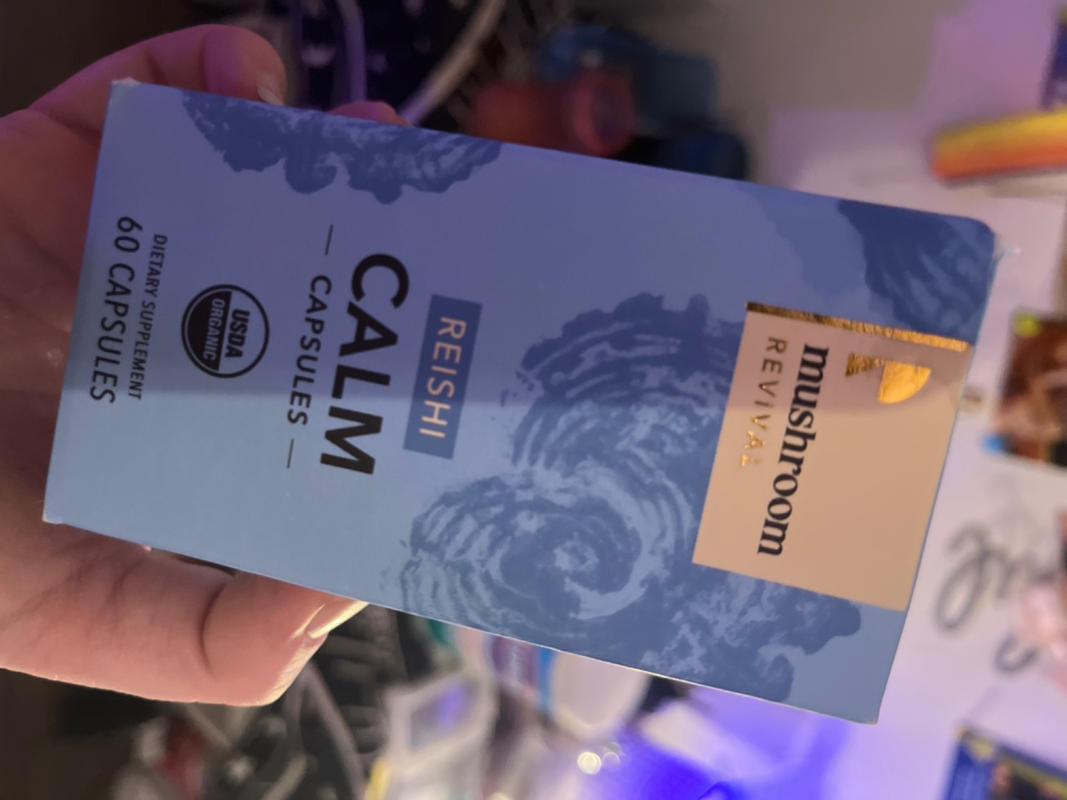 mushroom
REVIVAL
REISHI
CALM
— CAPSULES —
USDA
ORGANIC
DIETARY SUPPLEMENT
60 CAPSULES